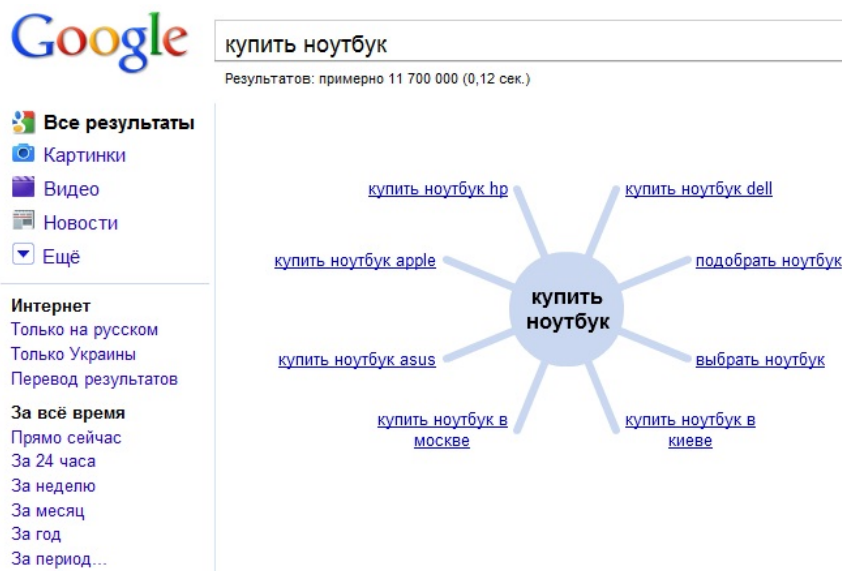 Google
купить ноутбук
Результатов: примерно 11 700 000 (0,12 сек.)
Все результаты
Картинки
Видео
Новости
Ещё
Интернет
Только на русском
Только Украины
Перевод результатов
За всё время
Прямо сейчас
За 24 часа
За неделю
За месяц
За год
За период...
купить ноутбук hp
купить ноутбук dell
купить ноутбук apple
подобрать ноутбук
купить
ноутбук
купить ноутбук asus
выбрать ноутбук
купить ноутбук в
москве
купить ноутбук в
киеве